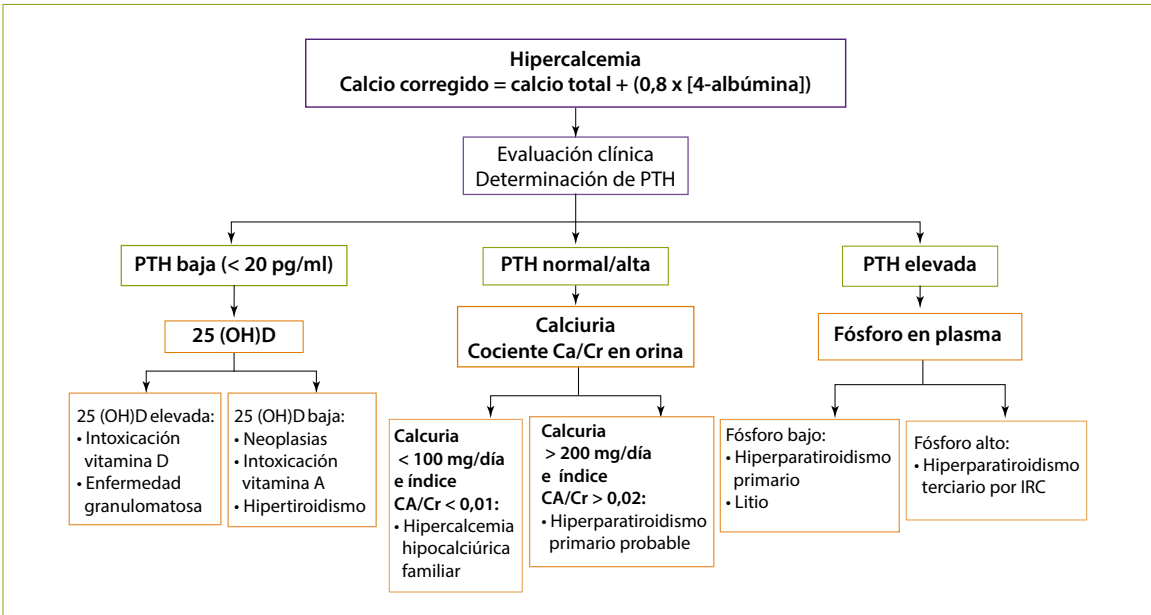 Hipercalcemia
Calcio corregido = calcio total + (0,8 x [4-albúmina])
Evaluación clínica
Determinación de PTH
PTH baja (< 20 pg/ml)
PTH normal/alta
PTH elevada
25 (OH)D
Calciuria
Cociente Ca/Cr en orina
Fósforo en plasma
25 (OH)D elevada:
• Intoxicación
vitamina D
• Enfermedad
granulomatosa
25 (OH)D baja:
• Neoplasias
• Intoxicación
vitamina A
• Hipertiroidismo
Calcuria
< 100 mg/día
e índice
CA/Cr < 0,01:
• Hipercalcemia
hipocalciúrica
familiar
Calcuria
> 200 mg/día
e índice
CA/Cr > 0,02:
• Hiperparatiroidismo
primario probable
Fósforo bajo:
• Hiperparatiroidismo
primario
• Litio
Fósforo alto:
• Hiperparatiroidismo
terciario por IRC